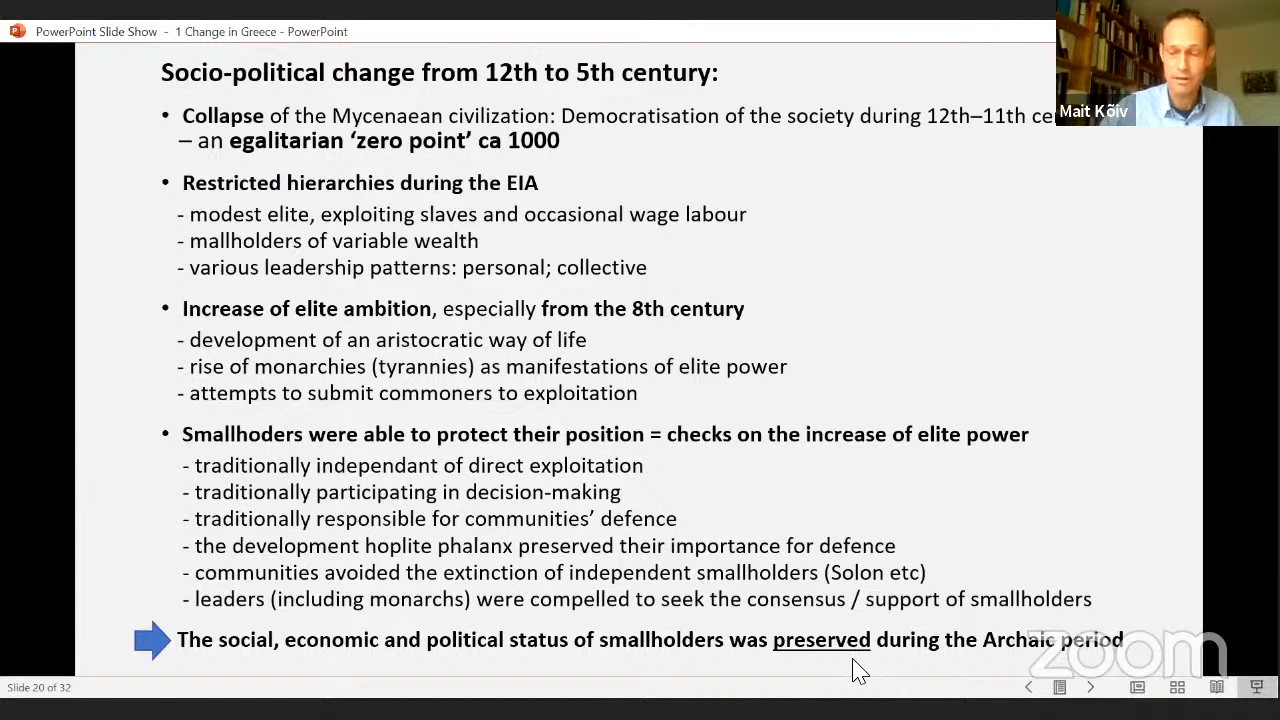 PowerPoint Slide Show - 1 Change in Greece - PowerPoint
Socio-political change from 12th to 5th century:
• Collapse of the Mycenaean civilization: Democratisation of the society during 12th–11th
– an egalitarian ‘zero point’ ca 1000
• Restricted hierarchies during the EIA
- modest elite, exploiting slaves and occasional wage labour
- mallholders of variable wealth
- various leadership patterns: personal; collective
• Increase of elite ambition, especially from the 8th century
- development of an aristocratic way of life
- rise of monarchies (tyrannies) as manifestations of elite power
- attempts to submit commoners to exploitation
• Smallhoders were able to protect their position = checks on the increase of elite power
- traditionally independant of direct exploitation
- traditionally participating in decision-making
- traditionally responsible for communities’ defence
- the development hoplite phalanx preserved their importance for defence
- communities avoided the extinction of independent smallholders (Solon etc)
- leaders (including monarchs) were compelled to seek the consensus / support of smallholders
The social, economic and political status of smallholders was preserved during the Archaic period
Mait Kõiv
zoom
Slide 20 of 32